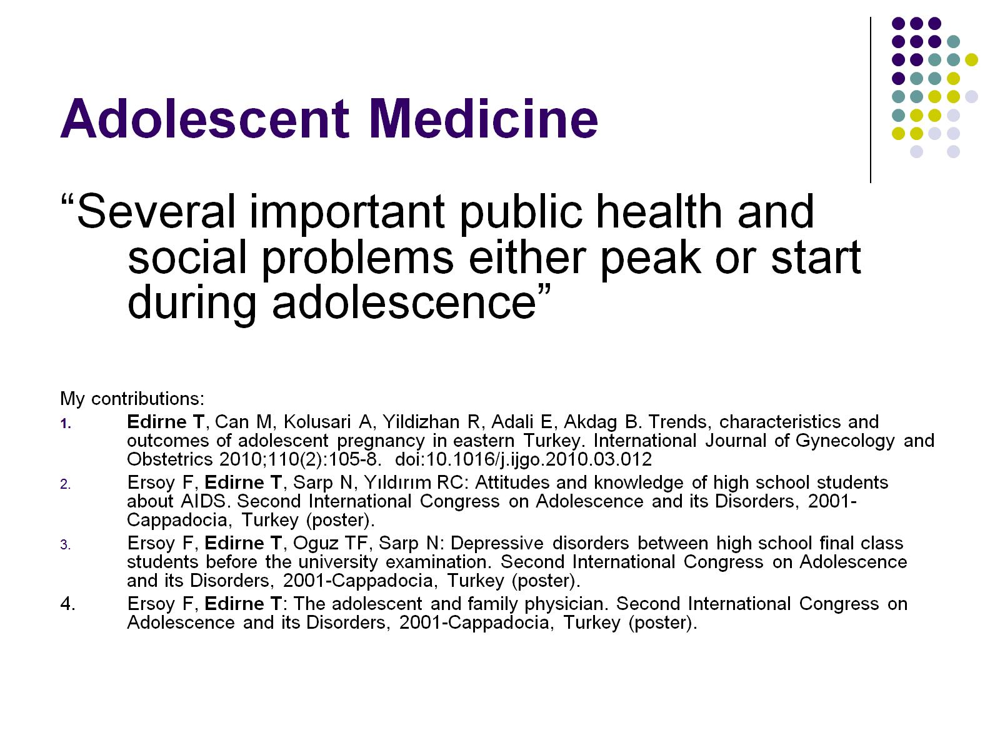 Adolescent Medicine
“Several important public health and
social problems either peak or start
during adolescence”
My contributions:
1. Edirne T, Can M, Kolusari A, Yildizhan R, Adali E, Akdag B. Trends, characteristics and
outcomes of adolescent pregnancy in eastern Turkey. International Journal of Gynecology and
Obstetrics 2010;110(2):105-8. doi:10.1016/j.ijgo.2010.03.012
2. Ersoy F, Edirne T, Sarp N, Yıldırım RC: Attitudes and knowledge of high school students
about AIDS. Second International Congress on Adolescence and its Disorders, 2001-
Cappadocia, Turkey (poster).
3. Ersoy F, Edirne T, Oguz TF, Sarp N: Depressive disorders between high school final class
students before the university examination. Second International Congress on Adolescence
and its Disorders, 2001-Cappadocia, Turkey (poster).
4. Ersoy F, Edirne T: The adolescent and family physician. Second International Congress on
Adolescence and its Disorders, 2001-Cappadocia, Turkey (poster).